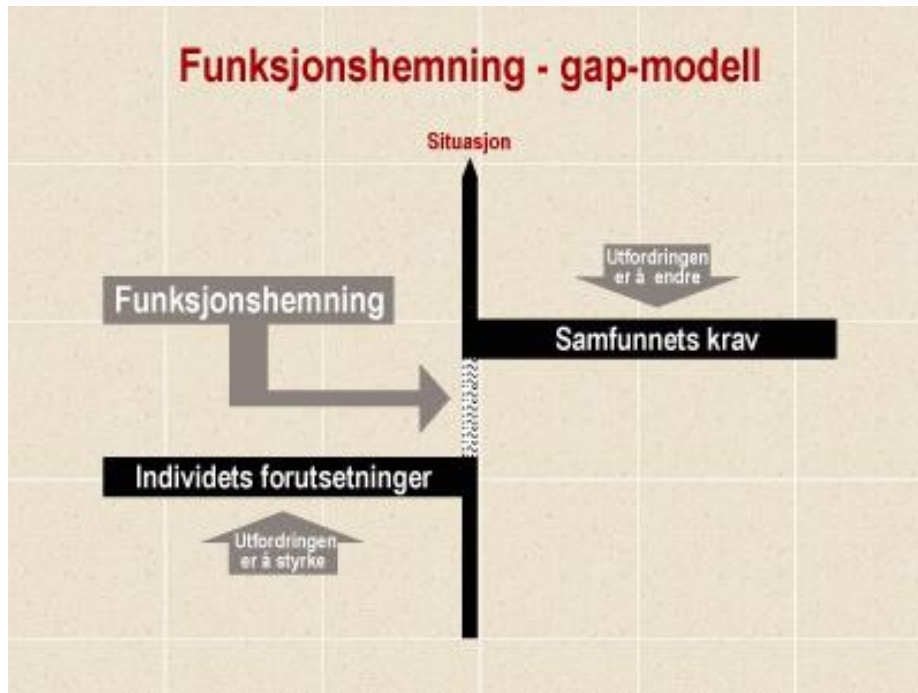 Funksjonshemning - gap-modell
Situasjon
Utfordringen
er å endre
Funksjonshemning
Samfunnets krav
Individets forutsetninger
Utfordringen
er å styrke